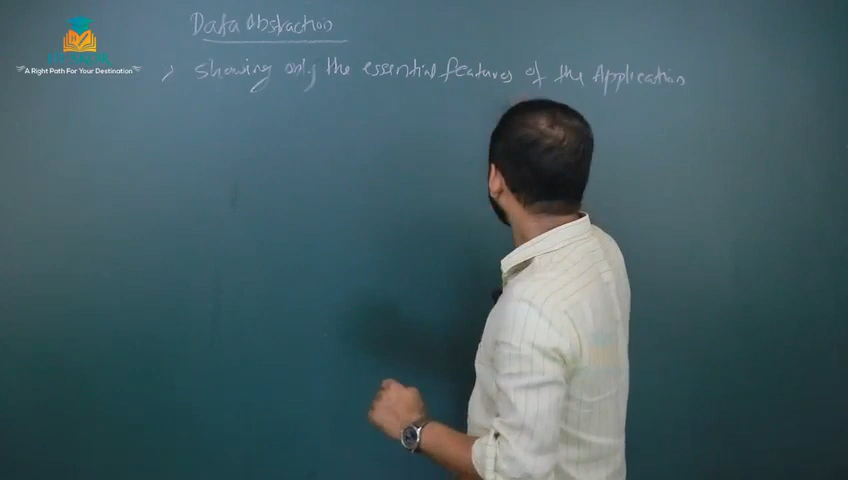 Data Abstraction
> Showing only the essential features of the Application
A Right Path For Your Destination